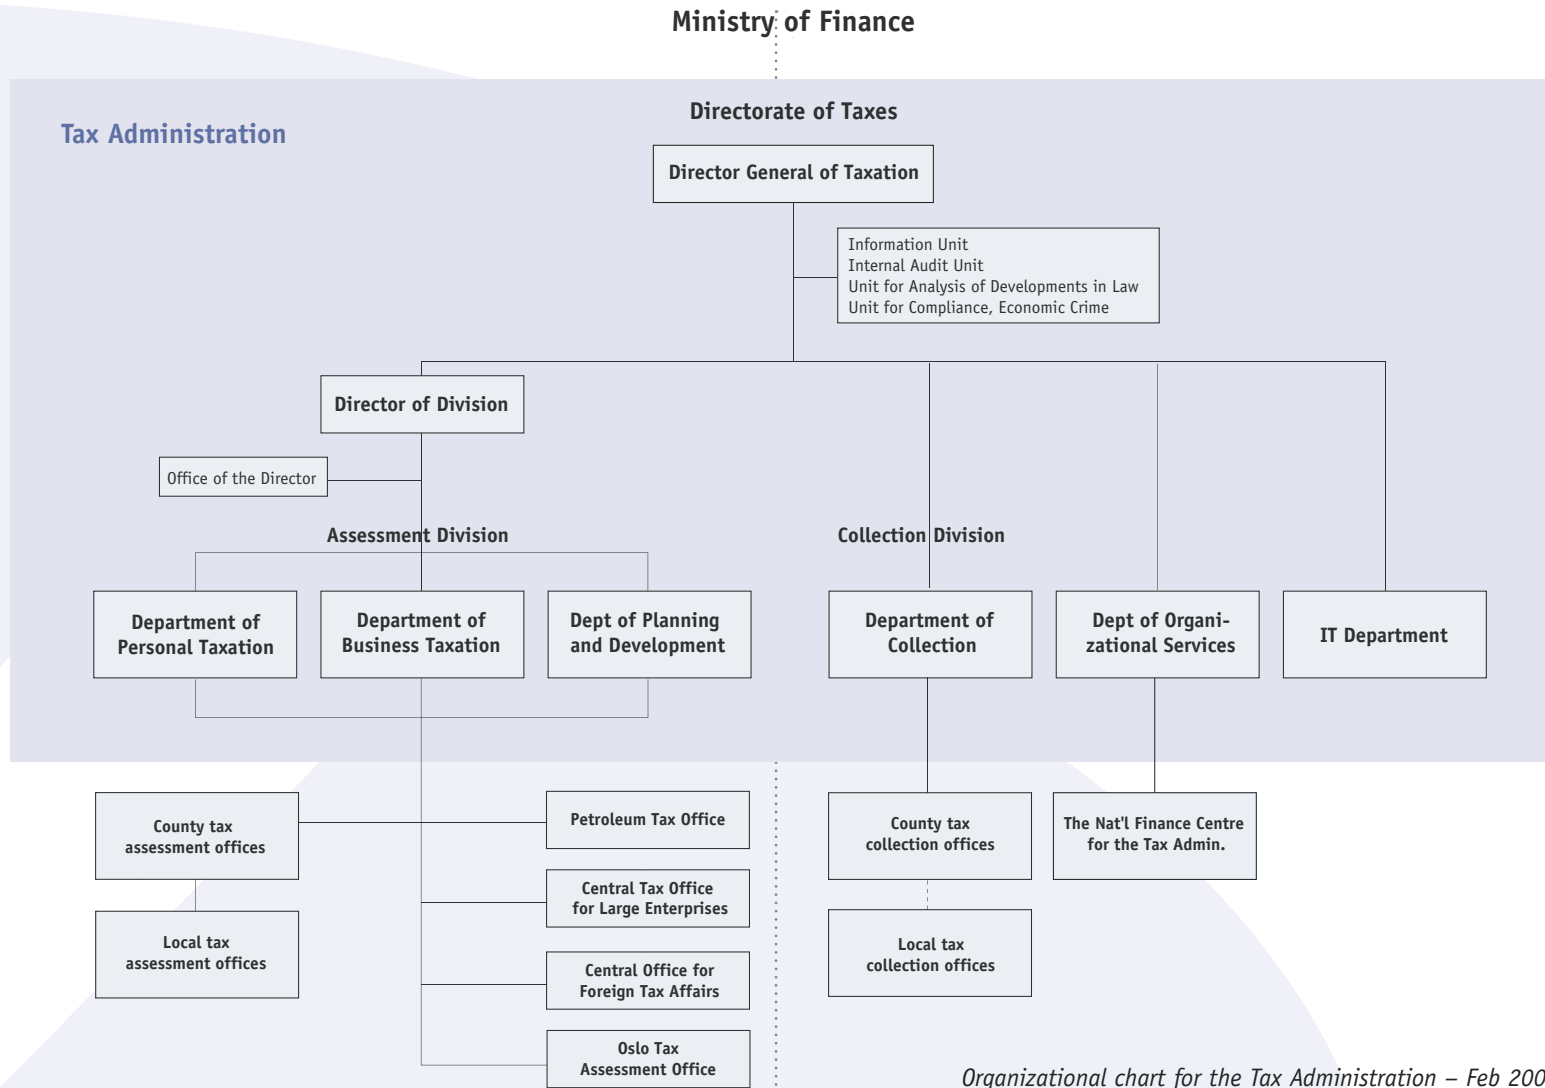 Ministry of Finance
Directorate of Taxes
Tax Administration
Director General of Taxation
Information Unit
Internal Audit Unit
Unit for Analysis of Developments in Law
Unit for Compliance, Economic Crime
Director of Division
Office of the Director
Assessment Division
Collection Division
Department of
Personal Taxation
Department of
Business Taxation
Dept of Planning
and Development
Department of
Collection
Dept of Organi-
zational Services
IT Department
County tax
assessment offices
Petroleum Tax Office
County tax
collection offices
The Nat'l Finance Centre
for the Tax Admin.
Central Tax Office
for Large Enterprises
Local tax
assessment offices
Local tax
collection offices
Central Office for
Foreign Tax Affairs
Oslo Tax
Assessment Office
Organizational chart for the Tax Administration – Feb 200